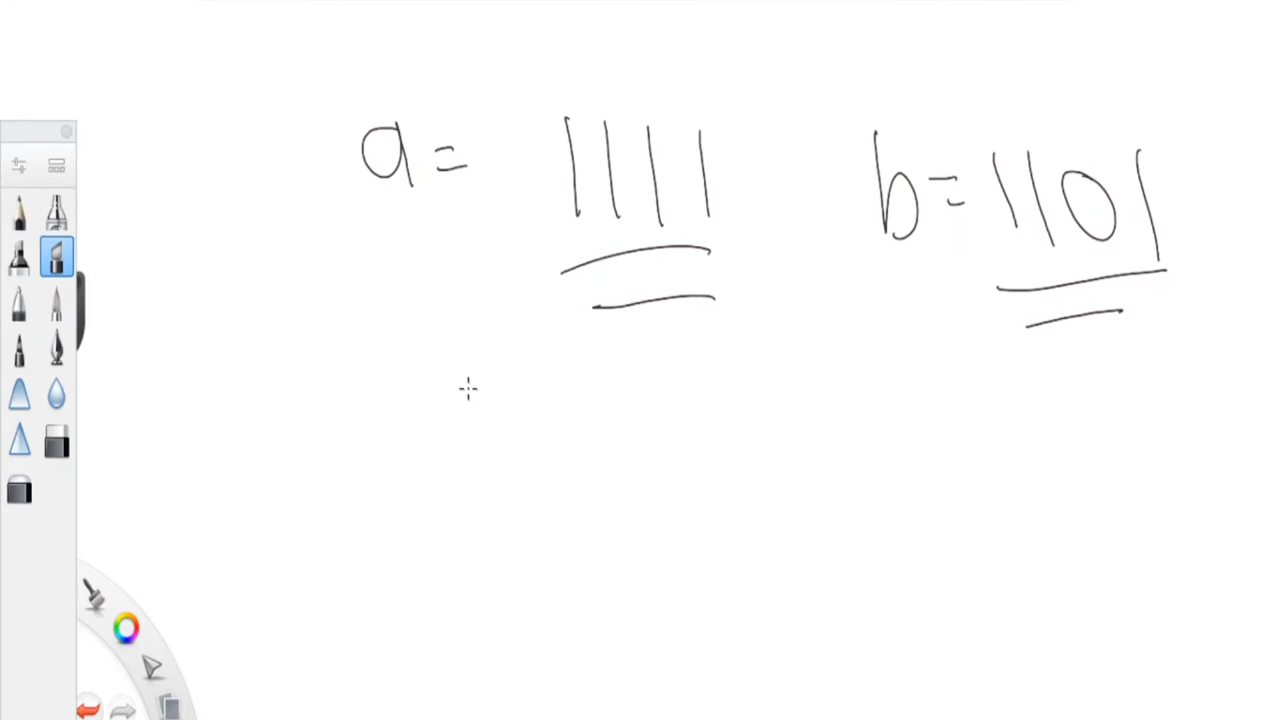 a = 1111 b = 1101